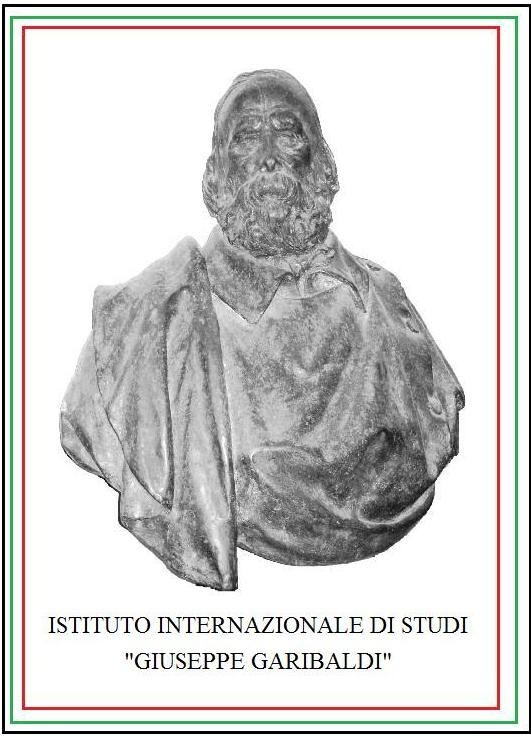 ISTITUTO INTERNAZIONALE DI STUDI
"GIUSEPPE GARIBALDI"